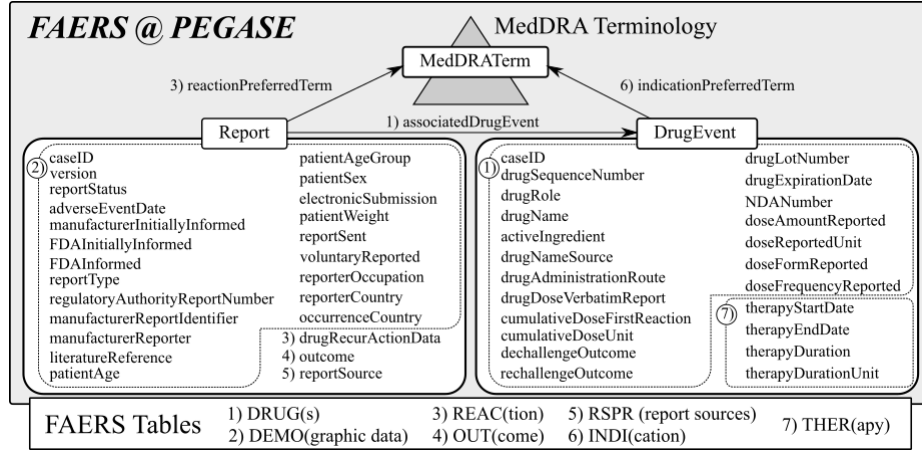 FAERS @ PEGASE
MedDRA Terminology
MedDRATerm
3) reactionPreferredTerm
6) indicationPreferredTerm
1) associatedDrugEvent
Report
DrugEvent
2)
caseID
version
reportStatus
adverseEventDate
manufacturerInitiallyInformed
FDAInitiallyInformed
FDAInformed
reportType
regulatoryAuthorityReportNumber
manufacturerReportIdentifier
manufacturerReporter
literatureReference
patientAge
patientAgeGroup
patientSex
electronicSubmission
patientWeight
reportSent
voluntaryReported
reporterOccupation
reporterCountry
occurrenceCountry
3) drugRecurActionData
4) outcome
5) reportSource
1)
caseID
drugSequenceNumber
drugRole
drugName
activeIngredient
drugNameSource
drugAdministrationRoute
drugDoseVerbatimReport
cumulativeDoseFirstReaction
cumulativeDoseUnit
dechallengeOutcome
rechallengeOutcome
drugLotNumber
drugExpirationDate
NDANumber
doseAmountReported
doseReportedUnit
doseFormReported
doseFrequencyReported
7)
therapyStartDate
therapyEndDate
therapyDuration
therapyDurationUnit
FAERS Tables
1) DRUG(s)
2) DEMO(graphic data)
3) REAC(tion)
4) OUT(come)
5) RSPR (report sources)
6) INDI(cation)
7) THER(apy)